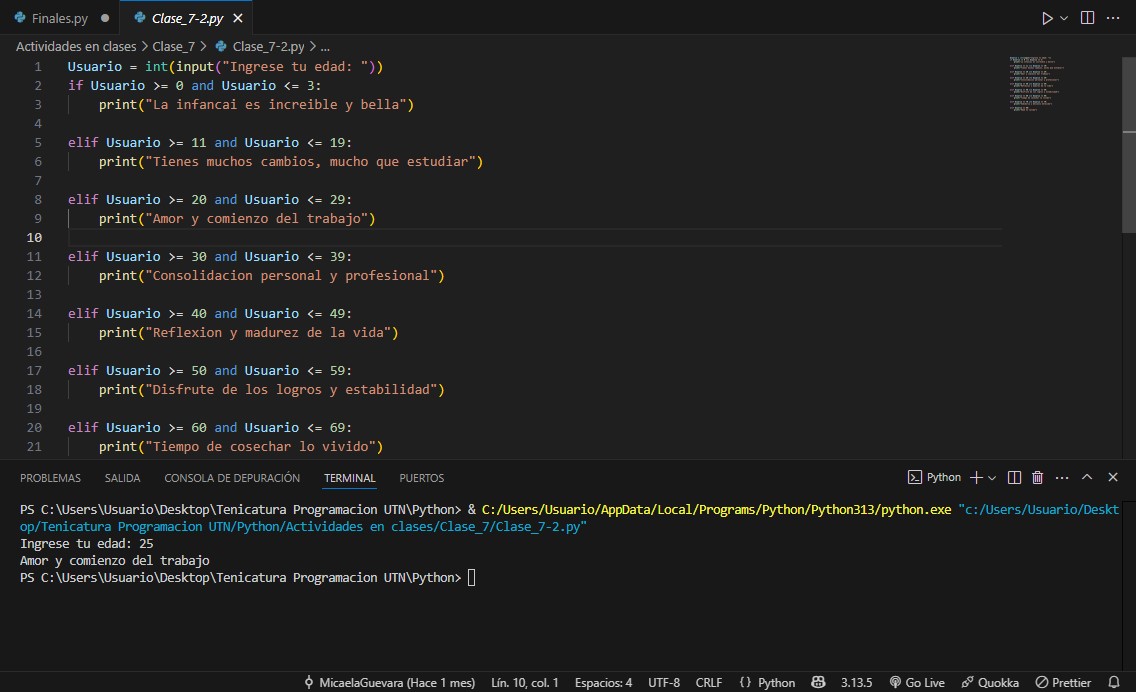 Finales.py
Clase_7-2.py
Actividades en clases > Clase_7 > Clase_7-2.py > ...
1 Usuario = int(input("Ingrese tu edad: "))
2 if Usuario >= 0 and Usuario <= 3:
3 print("La infancai es increible y bella")
4
5 elif Usuario >= 11 and Usuario <= 19:
6 print("Tienes muchos cambios, mucho que estudiar")
7
8 elif Usuario >= 20 and Usuario <= 29:
9 print("Amor y comienzo del trabajo")
10
11 elif Usuario >= 30 and Usuario <= 39:
12 print("Consolidacion personal y profesional")
13
14 elif Usuario >= 40 and Usuario <= 49:
15 print("Reflexion y madurez de la vida")
16
17 elif Usuario >= 50 and Usuario <= 59:
18 print("Disfrute de los logros y estabilidad")
19
20 elif Usuario >= 60 and Usuario <= 69:
21 print("Tiempo de cosechar lo vivido")
PROBLEMAS SALIDA CONSOLA DE DEPURACIÓN TERMINAL PUERTOS Python
PS C:\Users\Usuario\Desktop\Tenicatura Programacion UTN\Python> & C:/Users/Usuario/AppData/Local/Programs/Python/Python313/python.exe "c:/Users/Usuario/Deskt
op/Tenicatura Programacion UTN/Python/Actividades en clases/Clase_7/Clase_7-2.py"
Ingrese tu edad: 25
Amor y comienzo del trabajo
PS C:\Users\Usuario\Desktop\Tenicatura Programacion UTN\Python>
MicaelaGuevara (Hace 1 mes) Lín. 10, col. 1 Espacios: 4 UTF-8 CRLF {} Python 3.13.5 Go Live Quokka Prettier